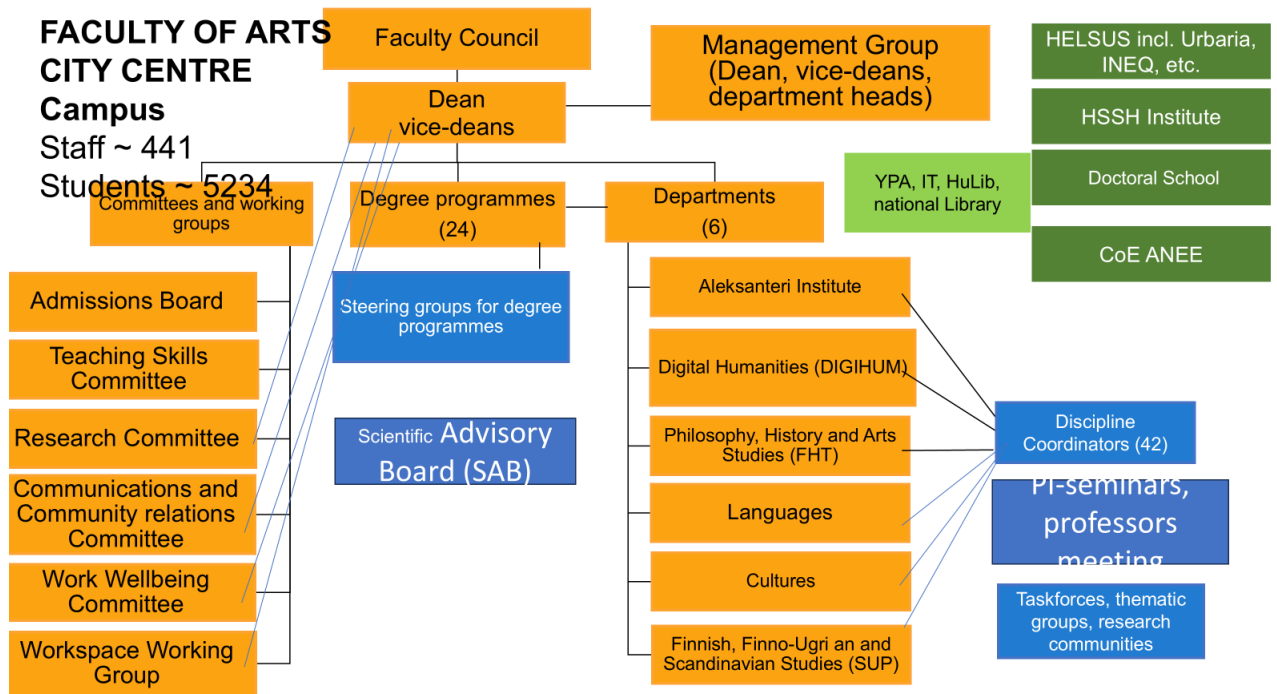 FACULTY OF ARTS
CITY CENTRE
Campus
Staff ~ 441
Students ~ 5234
Faculty Council
Dean
vice-deans
Management Group
(Dean, vice-deans,
department heads)
HELSUS incl. Urbaria,
INEQ, etc.
HSSH Institute
Doctoral School
CoE ANEE
YPA, IT, HuLib,
national Library
Committees and working
groups
Degree programmes
(24)
Departments
(6)
Admissions Board
Teaching Skills
Committee
Research Committee
Communications and
Community relations
Committee
Work Wellbeing
Committee
Workspace Working
Group
Steering groups for degree
programmes
Scientific Advisory
Board (SAB)
Aleksanteri Institute
Digital Humanities (DIGIHUM)
Philosophy, History and Arts
Studies (FHT)
Languages
Cultures
Finnish, Finno-Ugri an and
Scandinavian Studies (SUP)
Discipline
Coordinators (42)
PI-seminars,
professors
meeting
Taskforces, thematic
groups, research
communities